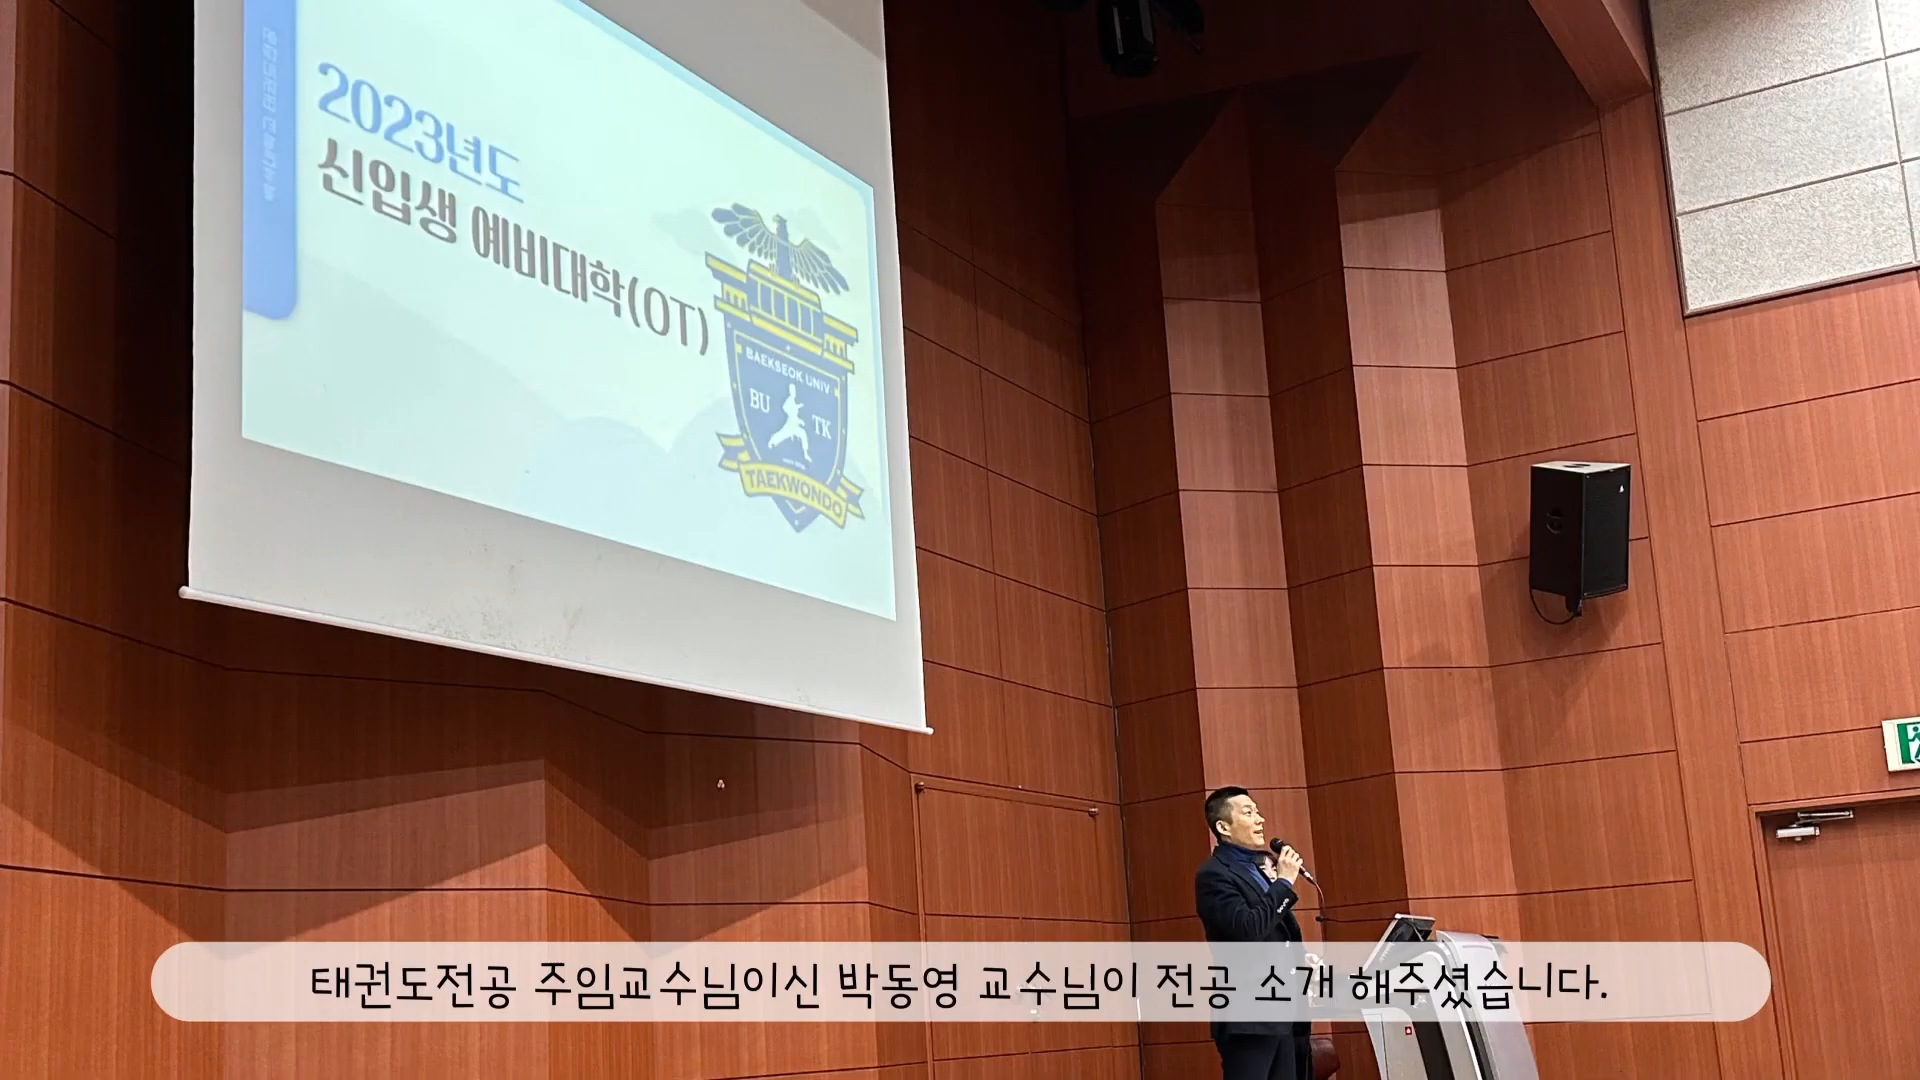 2023년도
신입생 예비대학(OT)
BAEKSEOK UNIV
BU
TK
TAEKWONDO
태권도전공 주임교수님이신 박동영 교수님이 전공 소개 해주셨습니다.